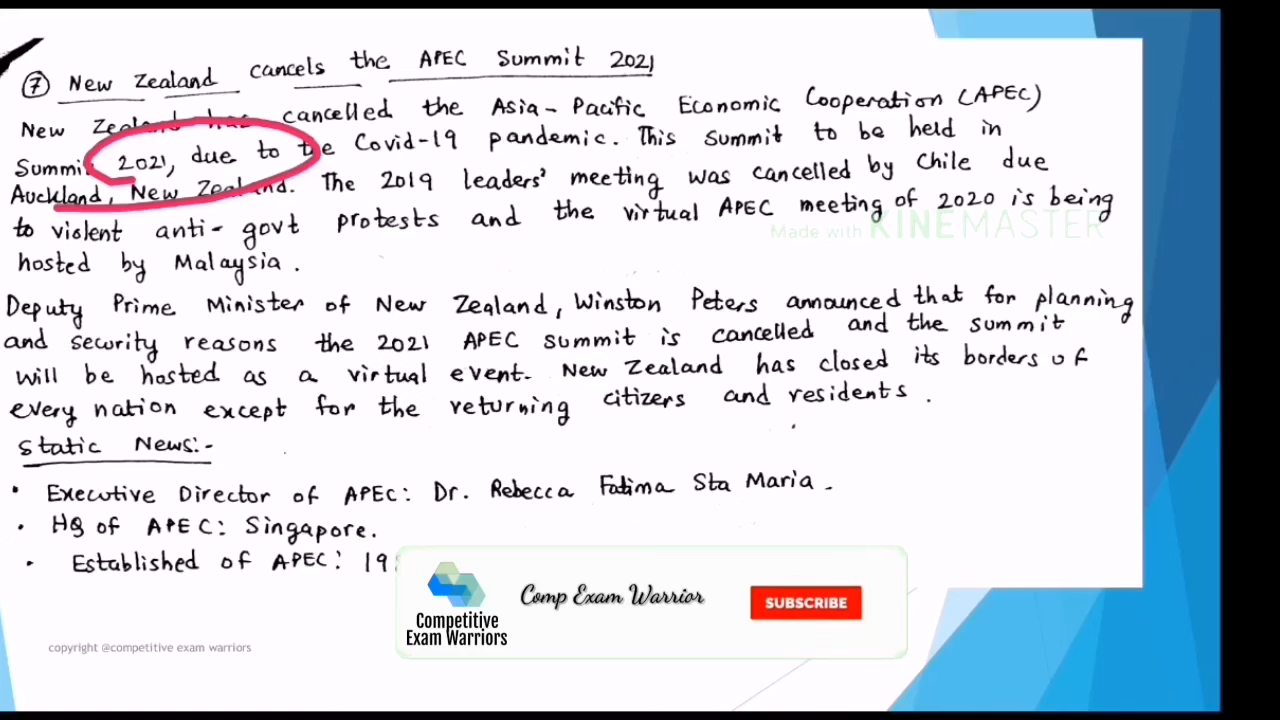 ⑦ New Zealand cancels the APEC Summit 2021
New Zealand has cancelled the Asia-Pacific Economic Cooperation (APEC)
Summit 2021, due to the Covid-19 pandemic. This summit to be held in
Auckland, New Zealand. The 2019 leaders' meeting was cancelled by Chile due
to violent anti-govt protests and the virtual APEC meeting of 2020 is being
Made with KINEMASTER
hosted by Malaysia.
Deputy Prime Minister of New Zealand, Winston Peters announced that for planning
and security reasons the 2021 APEC summit is cancelled and the summit
will be hosted as a virtual event. New Zealand has closed its borders of
every nation except for the returning citizers and residents.
Static News:-
• Executive Director of APEC: Dr. Rebecca Fatima Sta Maria.
• HQ of APEC: Singapore.
• Established of APEC:
Competitive
Exam Warriors
Comp Exam Warrior
SUBSCRIBE
copyright @competitive exam warriors